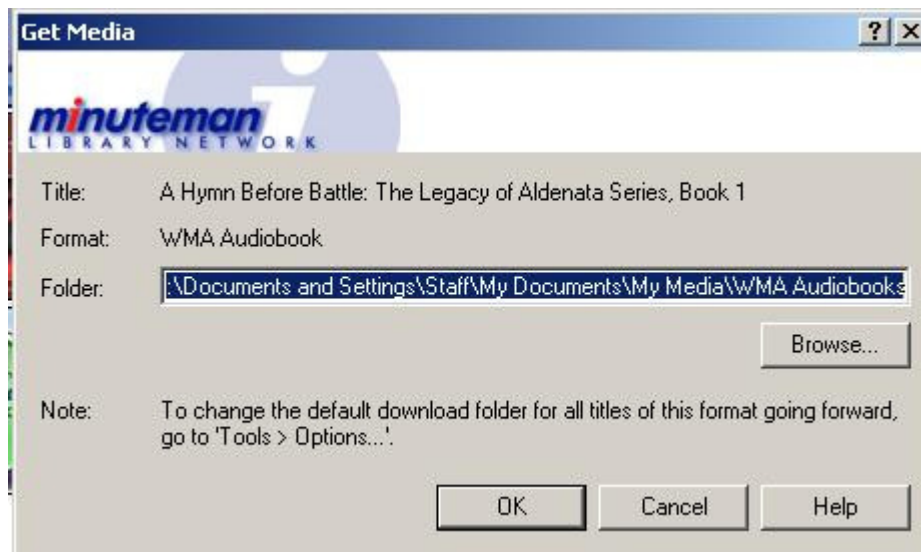 Get Media
minuteman
LIBRARY NETWORK
Title: A Hymn Before Battle: The Legacy of Aldenata Series, Book 1
Format: WMA Audiobook
Folder: :\Documents and Settings\Staff\My Documents\My Media\WMA Audiobooks
Browse...
Note: To change the default download folder for all titles of this format going forward,
go to 'Tools > Options...'.
OK Cancel Help